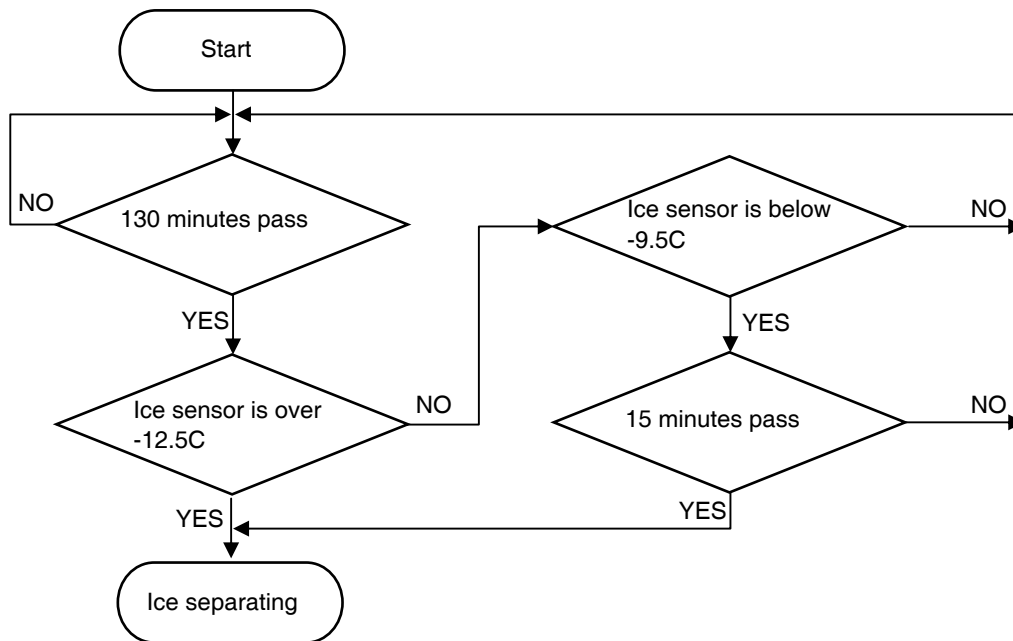 Start
NO
130 minutes pass
YES
Ice sensor is over
-12.5C
NO
YES
Ice separating
Ice sensor is below
-9.5C
NO
YES
15 minutes pass
NO
YES